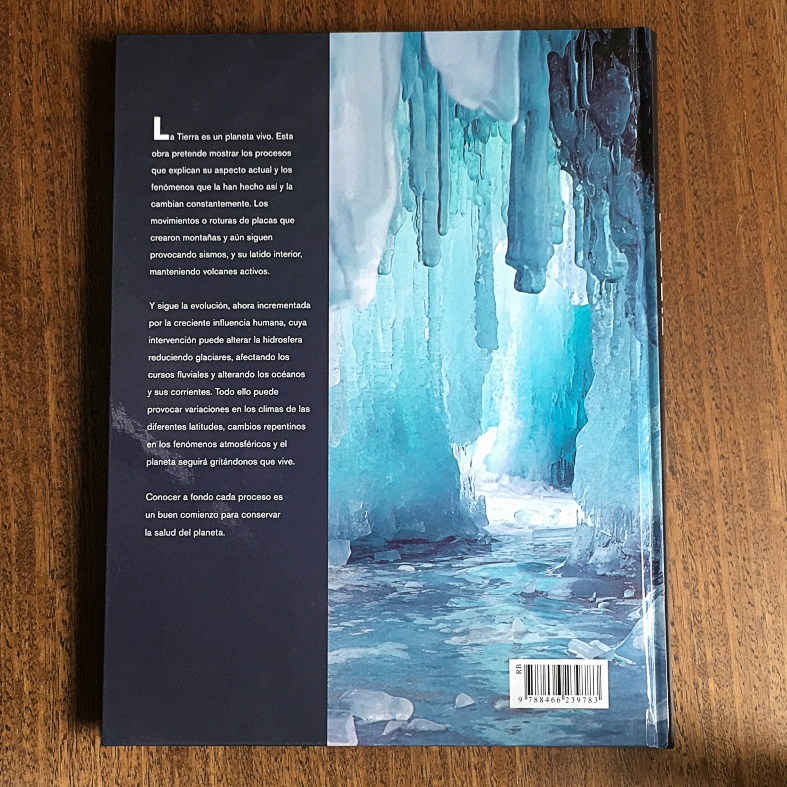 La Tierra es un planeta vivo. Esta
obra pretende mostrar los procesos
que explican su aspecto actual y los
fenómenos que la han hecho así y la
cambian constantemente. Los
movimientos o roturas de placas que
crearon montañas y aún siguen
provocando sismos, y su latido interior,
manteniendo volcanes activos.
Y sigue la evolución, ahora incrementada
por la creciente influencia humana, cuya
intervención puede alterar la hidrosfera
reduciendo glaciares, afectando los
cursos fluviales y alterando los océanos
y sus corrientes. Todo ello puede
provocar variaciones en los climas de las
diferentes latitudes, cambios repentinos
en los fenómenos atmosféricos y el
planeta seguirá gritándonos que vive.
Conocer a fondo cada proceso es
un buen comienzo para conservar
la salud del planeta.
RB
9 788466 239783